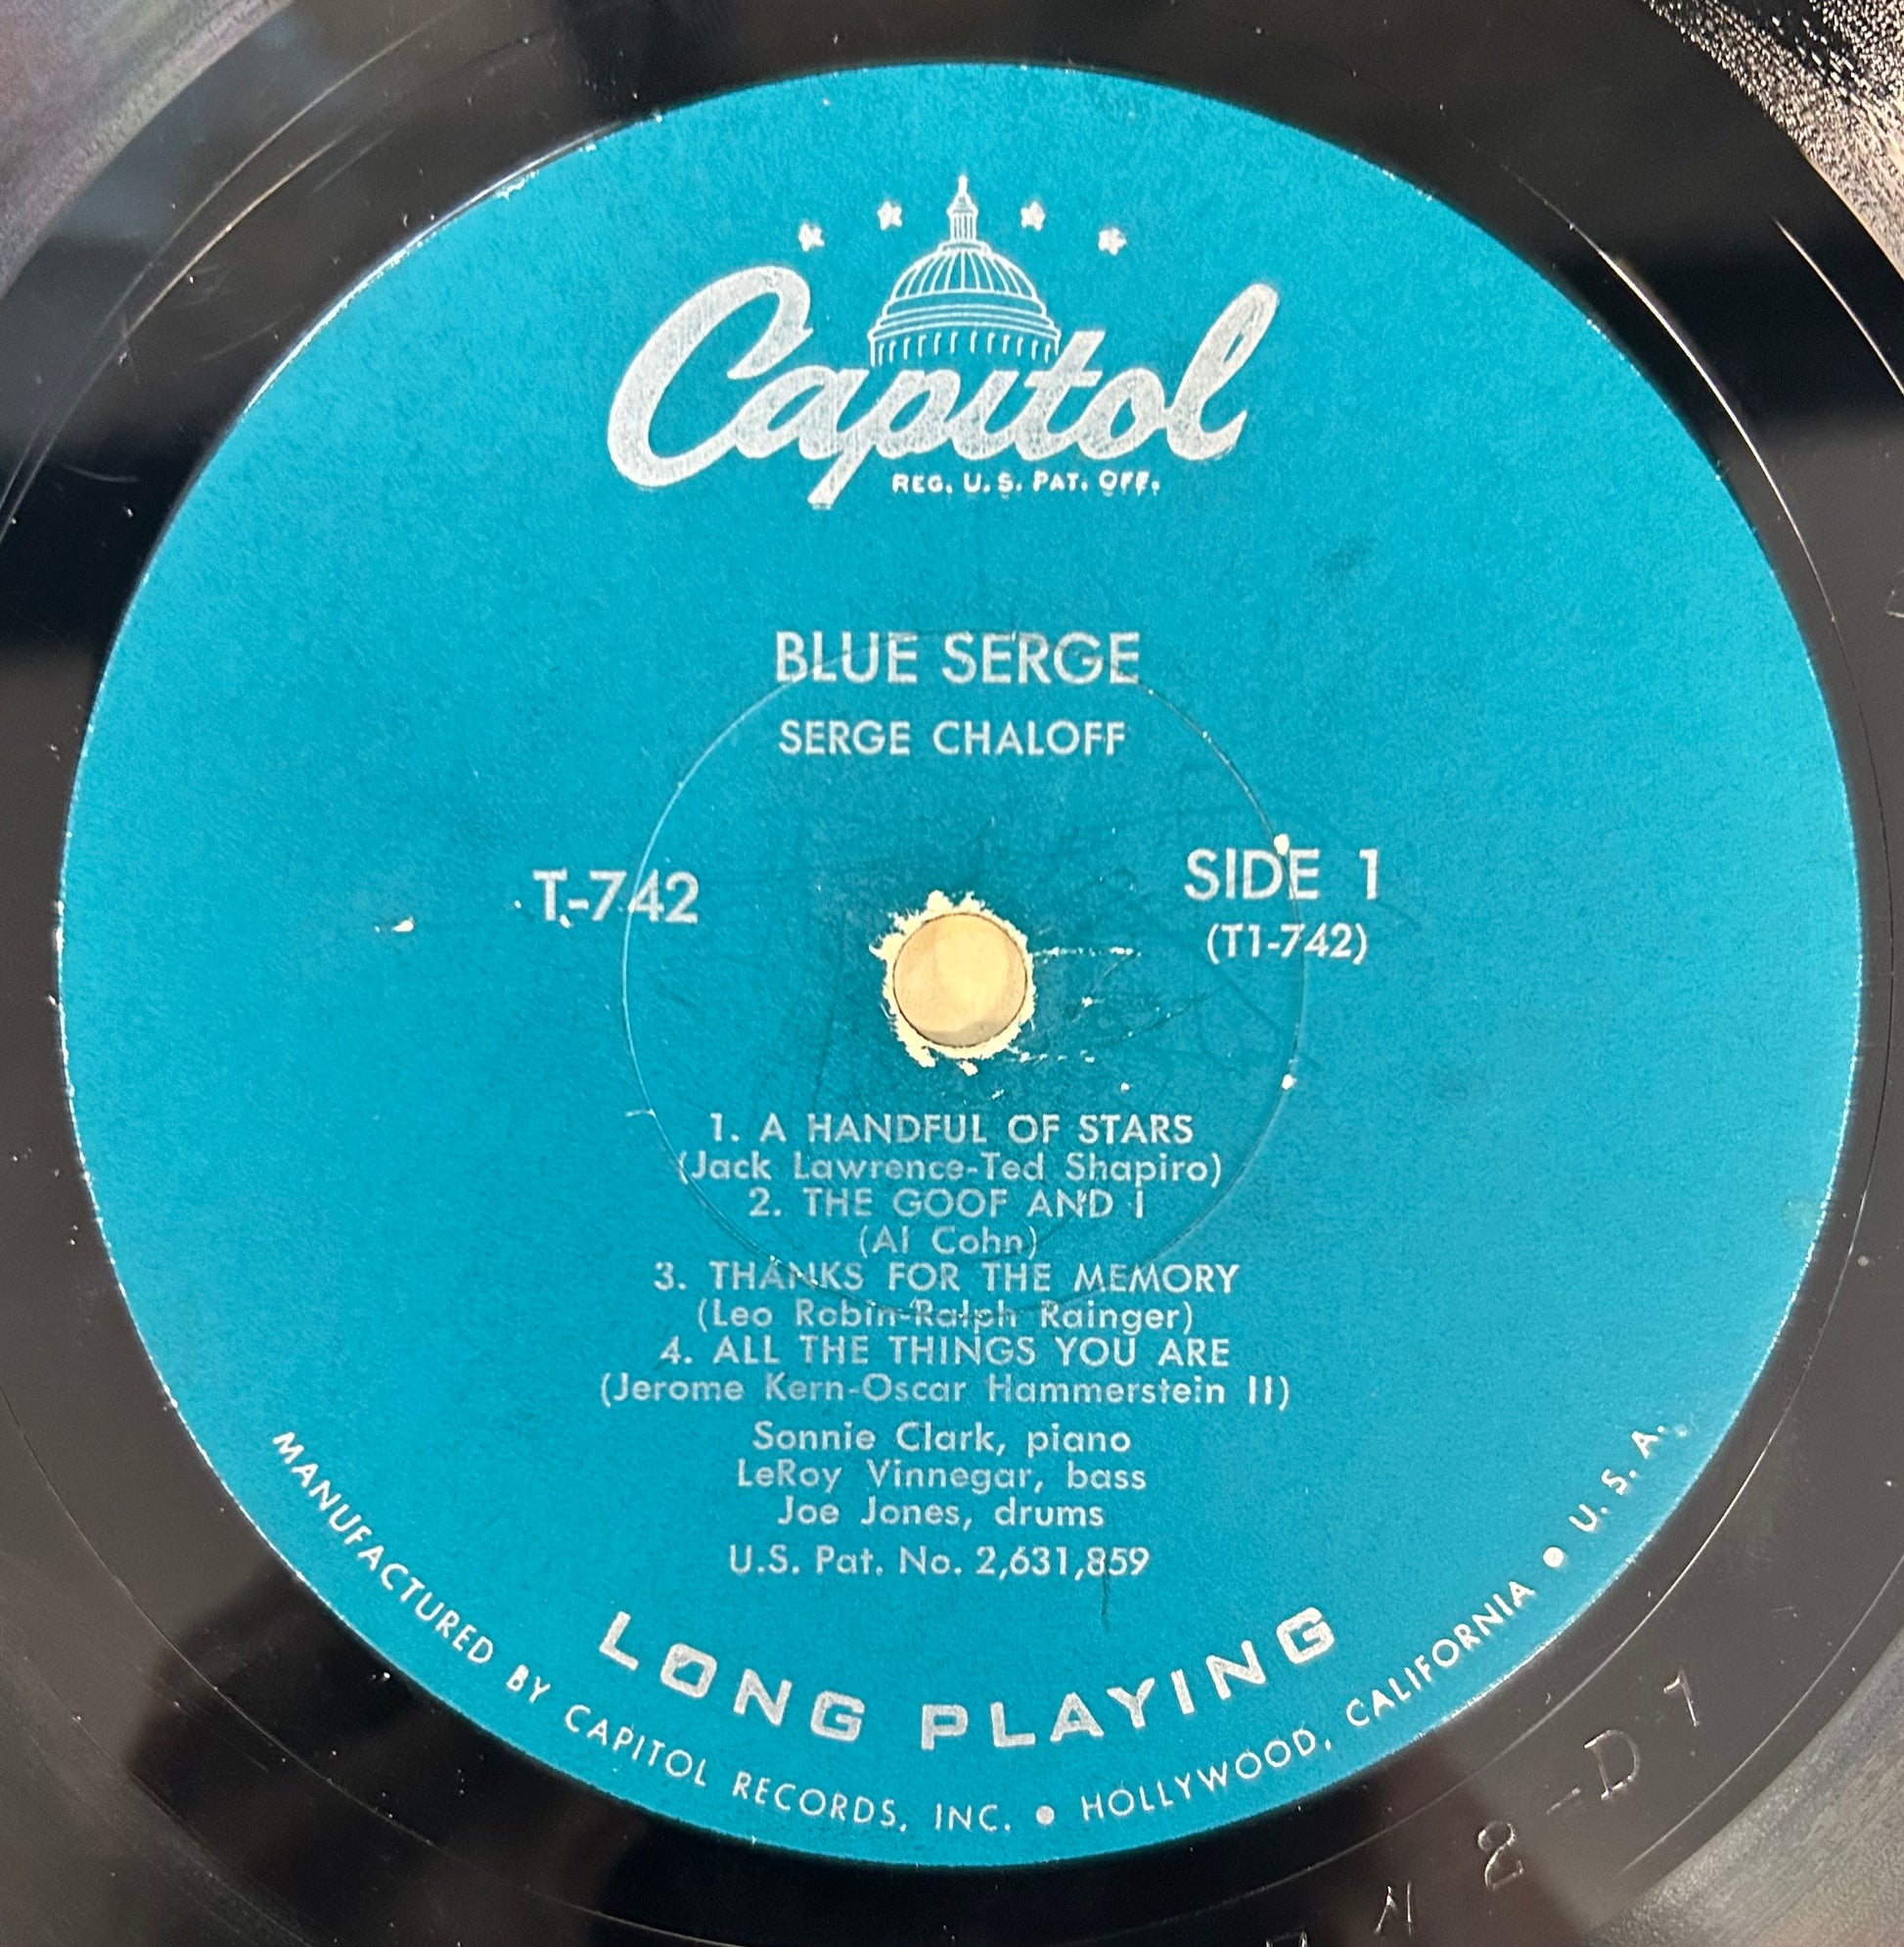 Capitol
REG. U.S. PAT. OFF.
BLUE SERGE
SERGE CHALOFF
T-742
SIDE 1
(T1-742)
1. A HANDFUL OF STARS
(Jack Lawrence-Ted Shapiro)
2. THE GOOF AND I
(Al Cohn)
3. THANKS FOR THE MEMORY
(Leo Robin-Ralph Rainger)
4. ALL THE THINGS YOU ARE
(Jerome Kern-Oscar Hammerstein II)
Sonnie Clark, piano
LeRoy Vinnegar, bass
Joe Jones, drums
U.S. Pat. No. 2,631,859
LONG PLAYING
MANUFACTURED BY CAPITOL RECORDS, INC. • HOLLYWOOD, CALIFORNIA • U. S. A.
2-D7